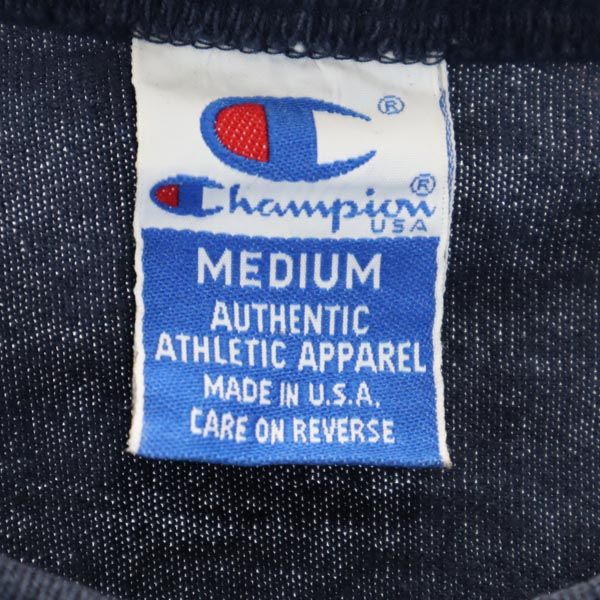 ®
Champion®
USA
MEDIUM
AUTHENTIC
ATHLETIC APPAREL
MADE IN U.S.A.
CARE ON REVERSE